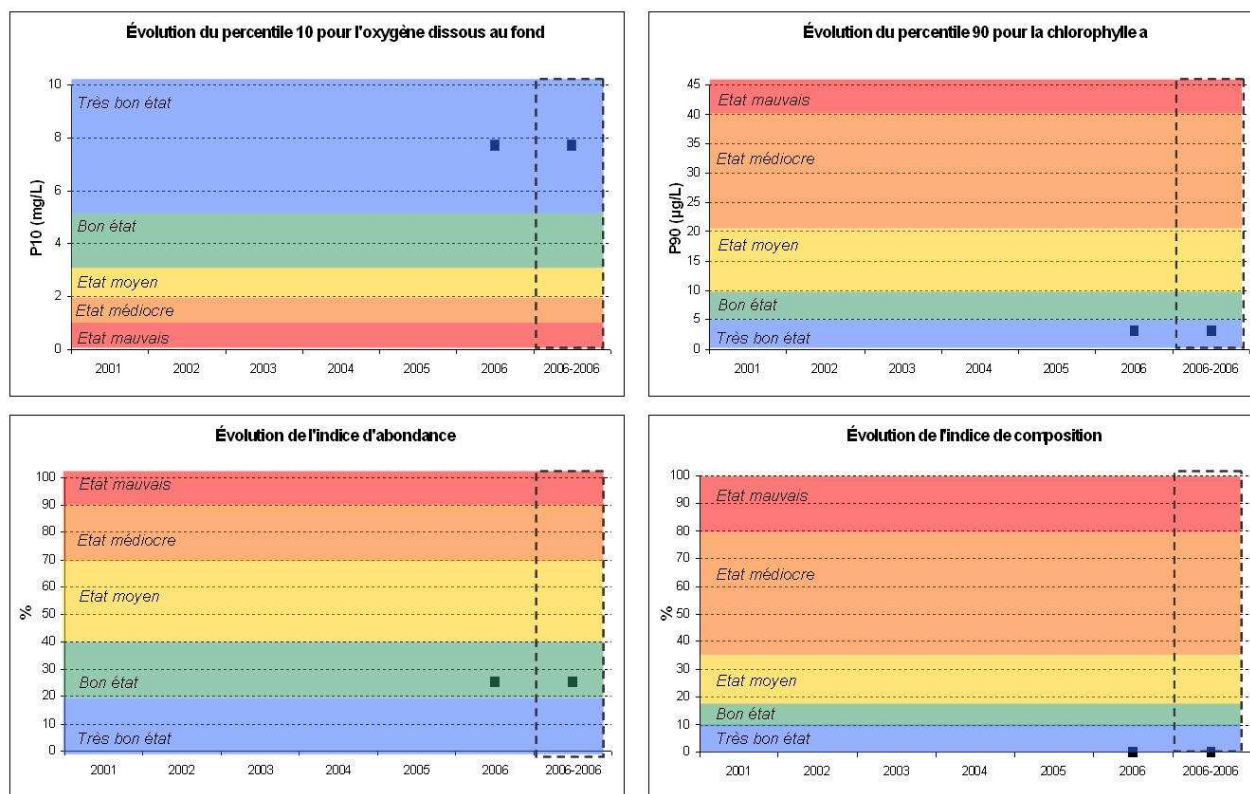 Évolution du percentile 10 pour l'oxygène dissous au fond
P10 (mg/L)
10
8
6
4
2
0
Très bon état
Bon état
Etat moyen
Etat médiocre
Etat mauvais
2001 2002 2003 2004 2005 2006 2006-2006
Évolution du percentile 90 pour la chlorophylle a
P90 (µg/L)
45
40
35
30
25
20
15
10
5
0
Etat mauvais
Etat médiocre
Etat moyen
Bon état
Très bon état
2001 2002 2003 2004 2005 2006 2006-2006
Évolution de l'indice d'abondance
%
100
90
80
70
60
50
40
30
20
10
0
Etat mauvais
Etat médiocre
Etat moyen
Bon état
Très bon état
2001 2002 2003 2004 2005 2006 2006-2006
Évolution de l'indice de composition
%
100
90
80
70
60
50
40
30
20
10
0
Etat mauvais
Etat médiocre
Etat moyen
Bon état
Très bon état
2001 2002 2003 2004 2005 2006 2006-2006